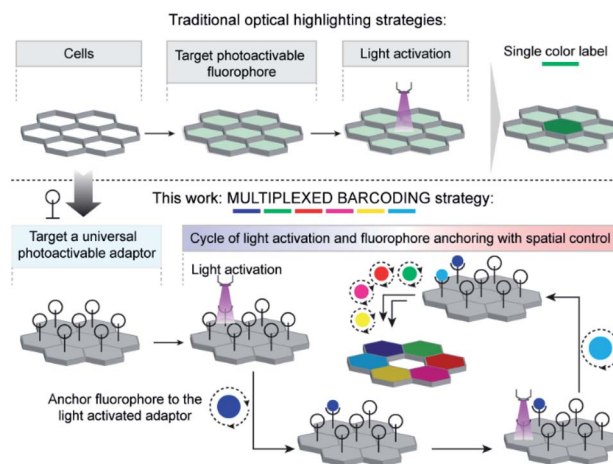 Traditional optical highlighting strategies:
Cells
Target photoactivable
fluorophore
Light activation
Single color label
This work: MULTIPLEXED BARCODING strategy:
Target a universal
photoactivable adaptor
Cycle of light activation and fluorophore anchoring with spatial control
Light activation
Anchor fluorophore to the
light activated adaptor